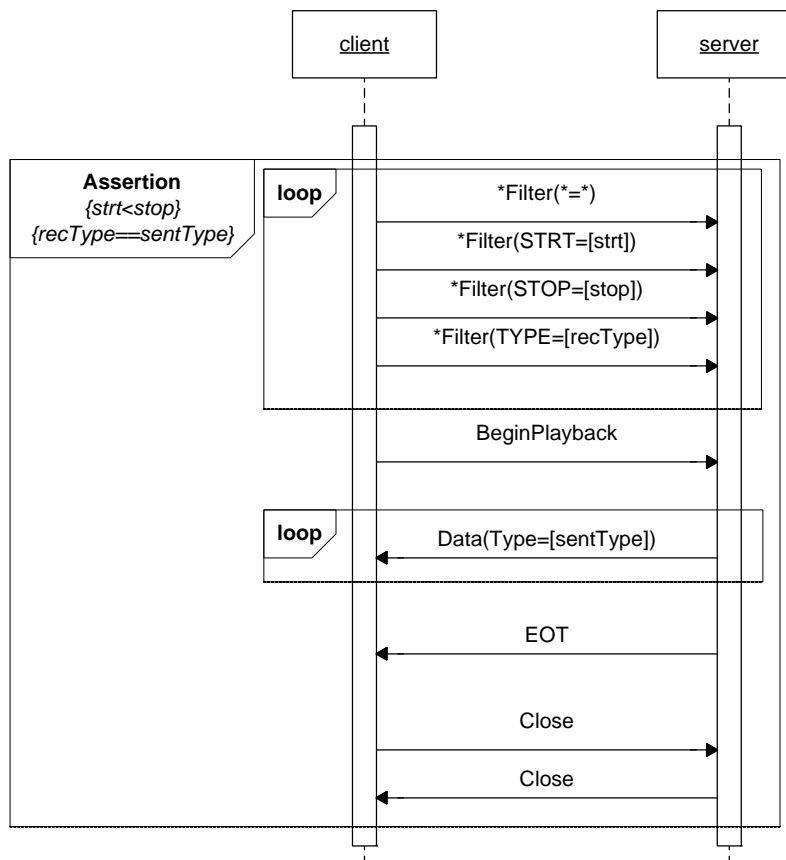 client
server
Assertion
{strt<stop}
{recType==sentType}
loop
*Filter(*=*)
*Filter(STRT=[strt])
*Filter(STOP=[stop])
*Filter(TYPE=[recType])
BeginPlayback
loop
Data(Type=[sentType])
EOT
Close
Close